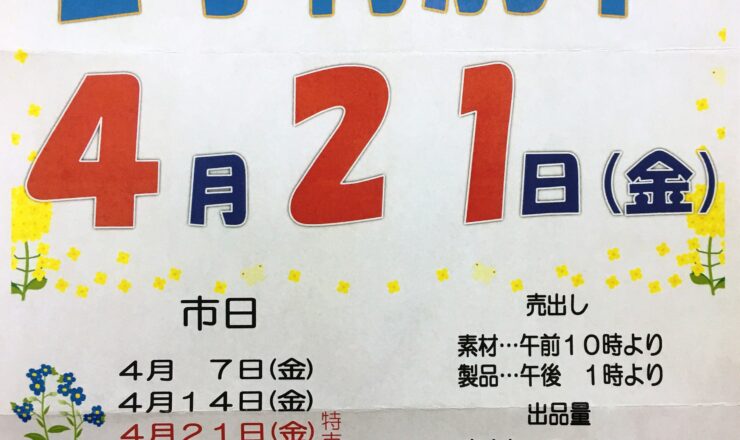 4月21日(金)
市日
4月 7日(金)
4月14日(金)
4月21日(金)特市
売出し
素材…午前10時より
製品…午後 1時より
出品量